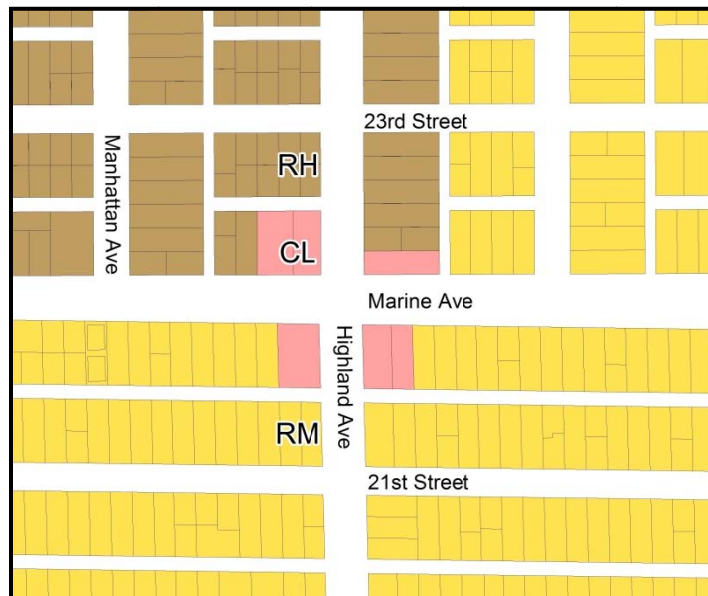 23rd Street
Manhattan Ave
RH
CL
Marine Ave
Highland Ave
RM
21st Street